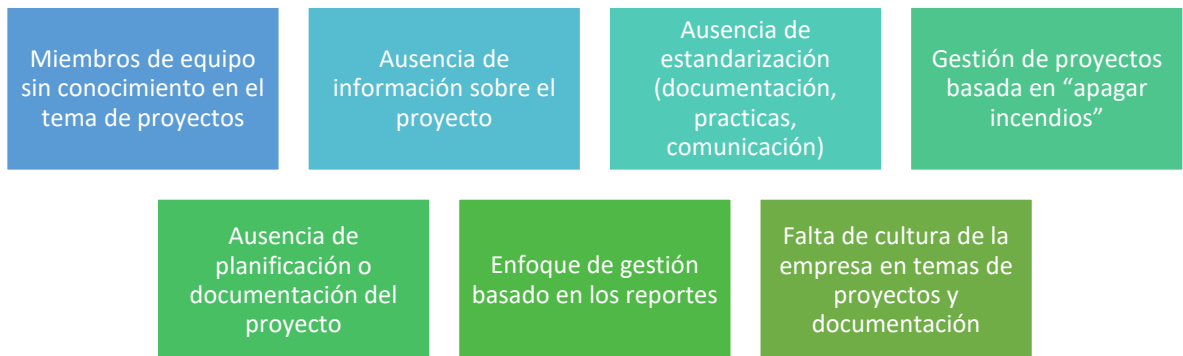 Miembros de equipo
sin conocimiento en el
tema de proyectos
Ausencia de
información sobre el
proyecto
Ausencia de
estandarización
(documentación,
practicas,
comunicación)
Gestión de proyectos
basada en “apagar
incendios”
Ausencia de
planificación o
documentación del
proyecto
Enfoque de gestión
basado en los reportes
Falta de cultura de la
empresa en temas de
proyectos y
documentación